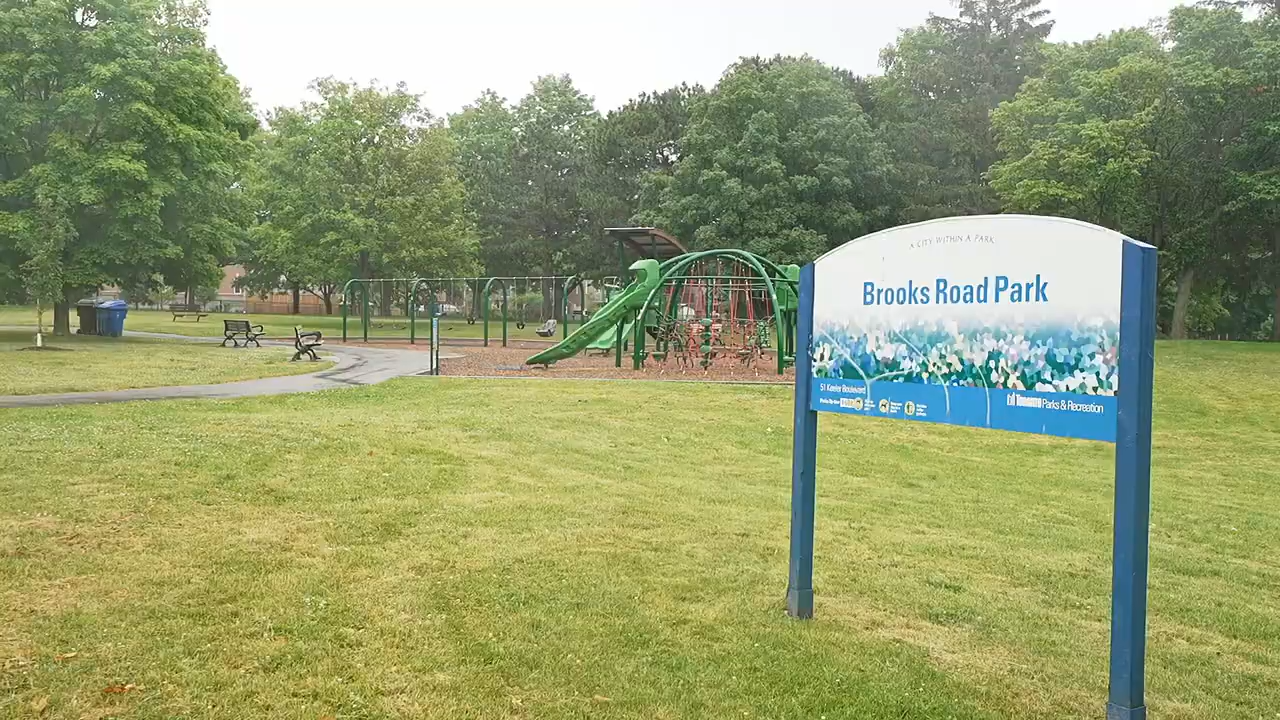 A CITY WITHIN A PARK
Brooks Road Park
51 Keeler Boulevard
Toronto Parks & Recreation